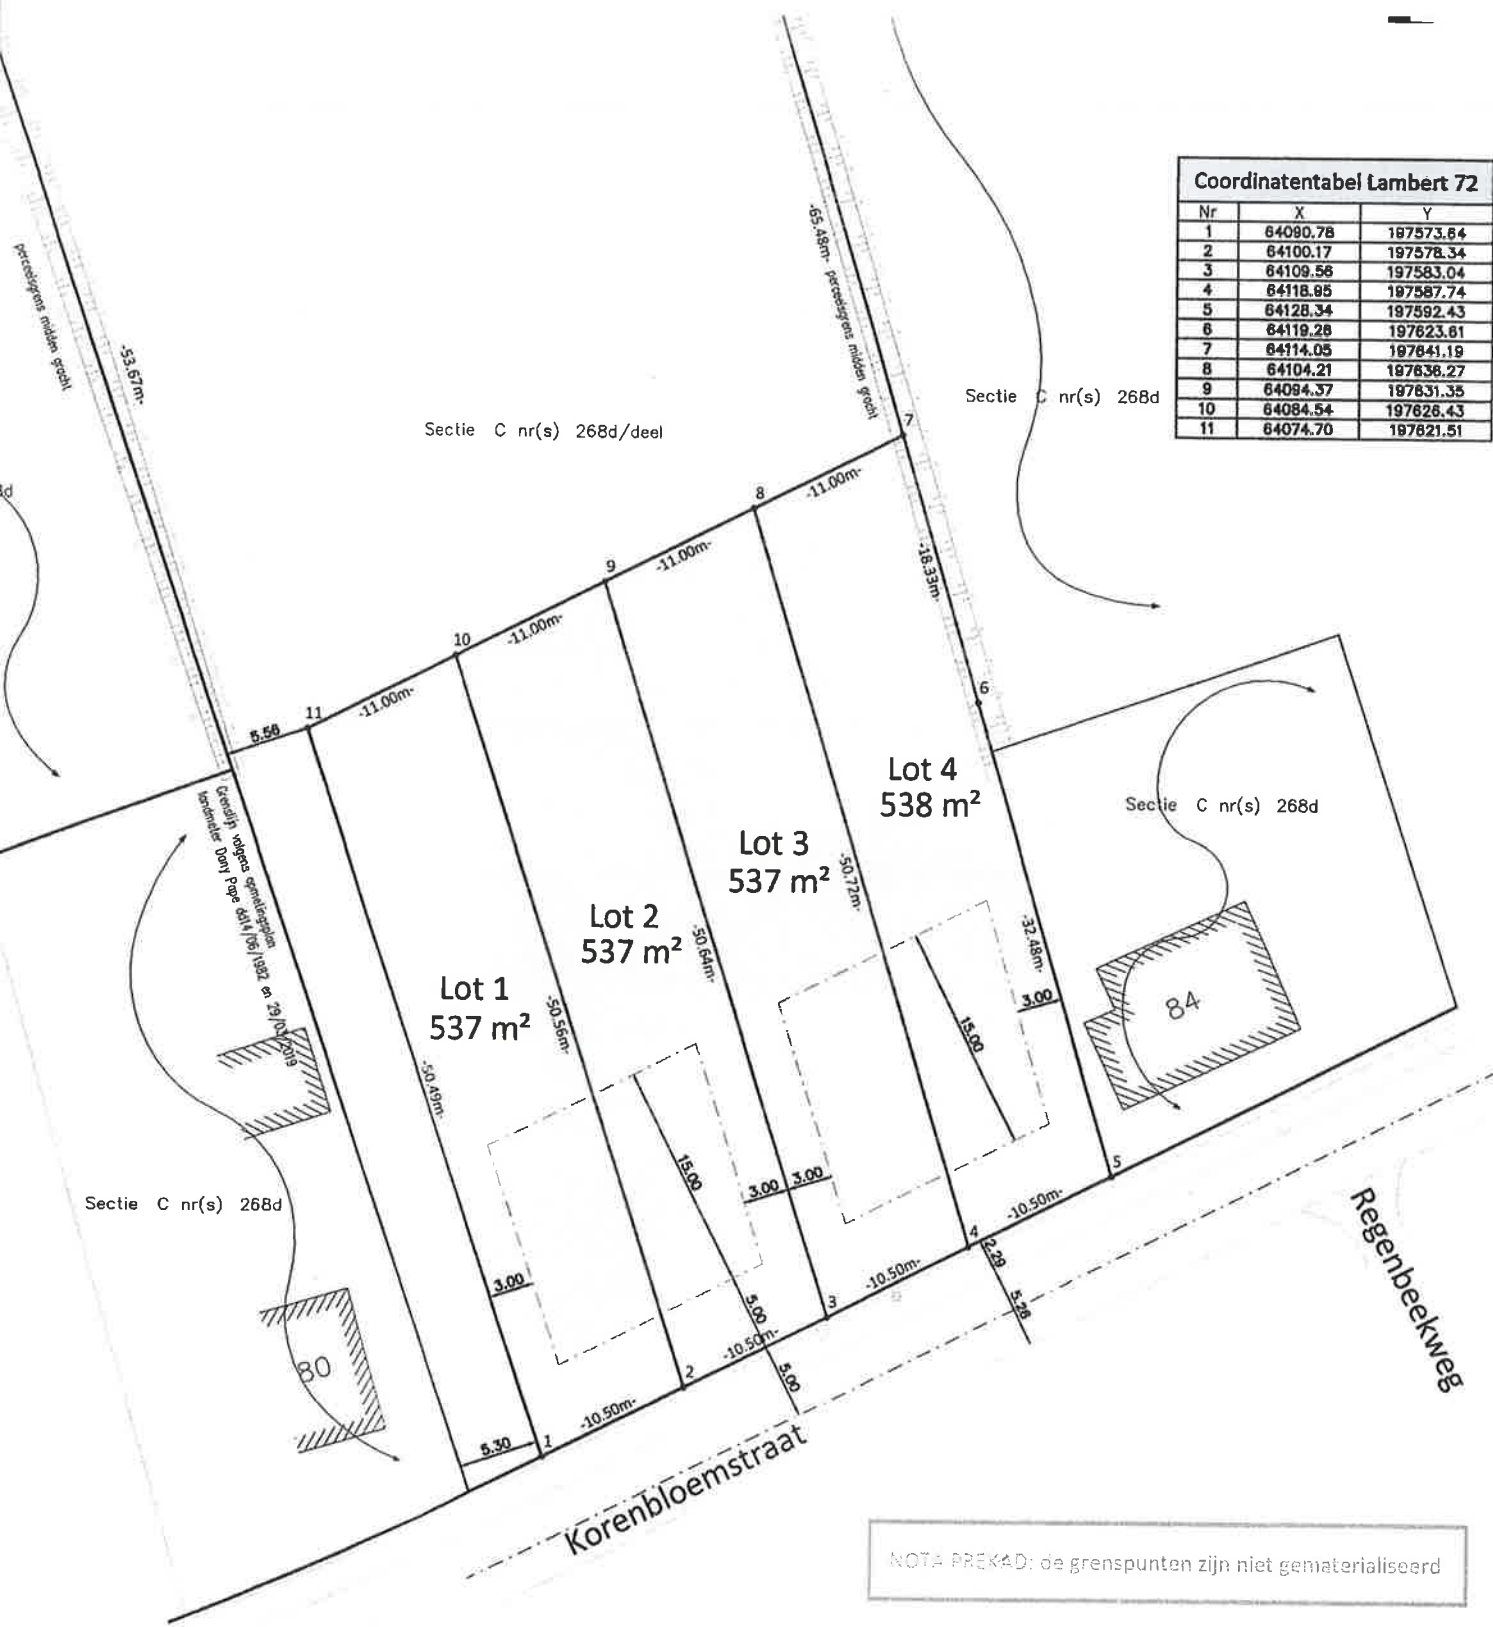 Coordinatentabel Lambert 72
Nr X Y
1 64090.78 197573.64
2 64100.17 197578.34
3 64109.56 197583.04
4 64118.95 197587.74
5 64128.34 197592.43
6 64119.26 197623.61
7 64114.05 197641.19
8 64104.21 197636.27
9 64094.37 197631.35
10 64084.54 197626.43
11 64074.70 197621.51
-65.48m- perceelsgrens midden gracht
perceelsgrens midden gracht
-53.67m-
Sectie C nr(s) 268d
Sectie C nr(s) 268d/deel
7
-11.00m-
8
-11.00m-
9
-11.00m-
10
-11.00m-
11
5.56
-18.33m-
6
Lot 4
538 m²
Lot 3
537 m²
Lot 2
537 m²
Lot 1
537 m²
Sectie C nr(s) 268d
Grenslijn volgens opmetingsplan
landmeter Dany Pape dd14/06/1982 en 29/03/2019
-50.72m-
-50.64m-
-50.56m-
-50.49m-
-32.48m-
3.00
84
15.00
15.00
3.00
3.00
3.00
Sectie C nr(s) 268d
80
5
-10.50m-
4
2.29
5.26
-10.50m-
3
5.00
-10.50m-
5.00
2
-10.50m-
1
5.30
Regenbeekweg
Korenbloemstraat
NOTA PREKAD: de grenspunten zijn niet gematerialiseerd